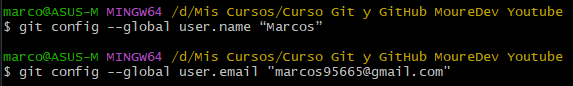 marco@ASUS-M MINGW64 /d/Mis Cursos/Curso Git y GitHub MoureDev Youtube
$ git config --global user.name “Marcos”
marco@ASUS-M MINGW64 /d/Mis Cursos/Curso Git y GitHub MoureDev Youtube
$ git config --global user.email "marcos95665@gmail.com"